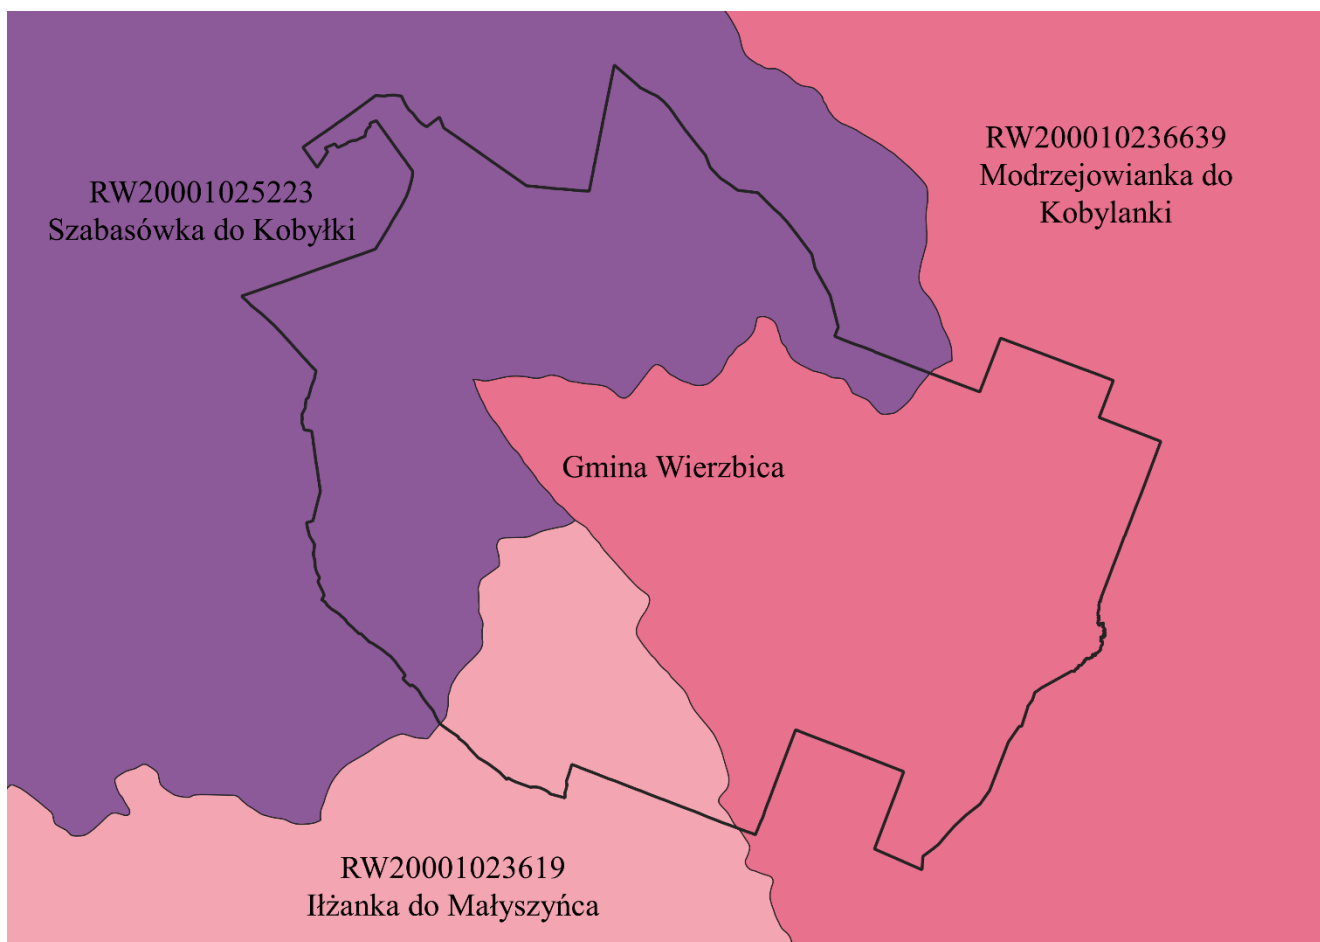 RW200010236639
Modrzejowianka do
Kobylanki
RW20001025223
Szabasówka do Kobyłki
Gmina Wierzbica
RW20001023619
Iłżanka do Małyszyńca